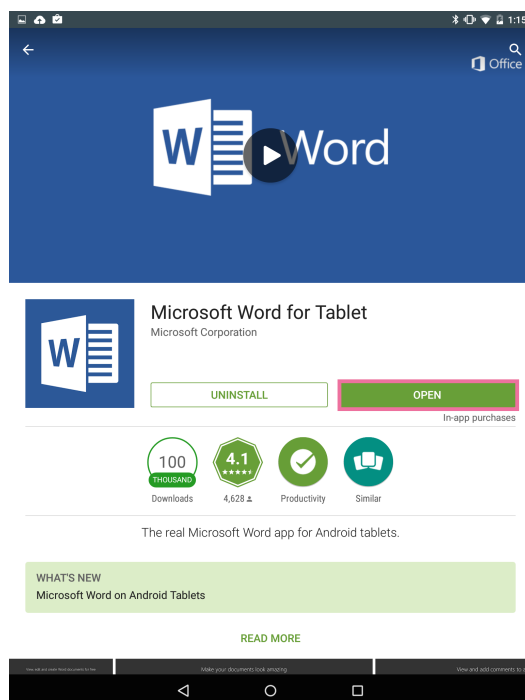 1:15
Office
W Word
Microsoft Word for Tablet
Microsoft Corporation
W
UNINSTALL
OPEN
In-app purchases
100
THOUSAND
4.1
Downloads
4,628
Productivity
Similar
The real Microsoft Word app for Android tablets.
WHAT'S NEW
Microsoft Word on Android Tablets
READ MORE
Make your documents look amazing
View and add comments to